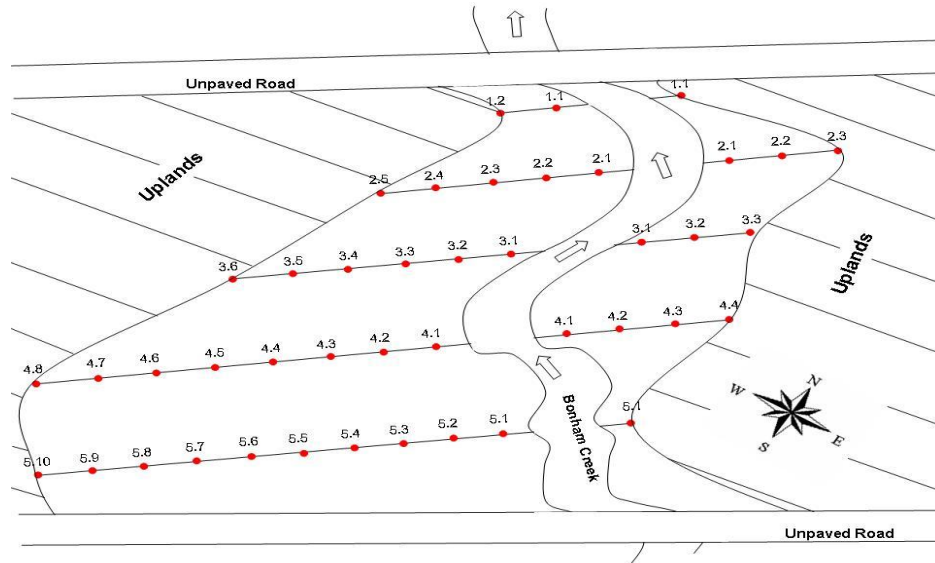 Unpaved Road
1.2 1.1 1.1
Uplands
2.5 2.4 2.3 2.2 2.1 2.1 2.2 2.3
3.6 3.5 3.4 3.3 3.2 3.1 3.1 3.2 3.3
Uplands
4.8 4.7 4.6 4.5 4.4 4.3 4.2 4.1 4.1 4.2 4.3 4.4
N
W
E
S
Bonham Creek
5.10 5.9 5.8 5.7 5.6 5.5 5.4 5.3 5.2 5.1 5.1
Unpaved Road